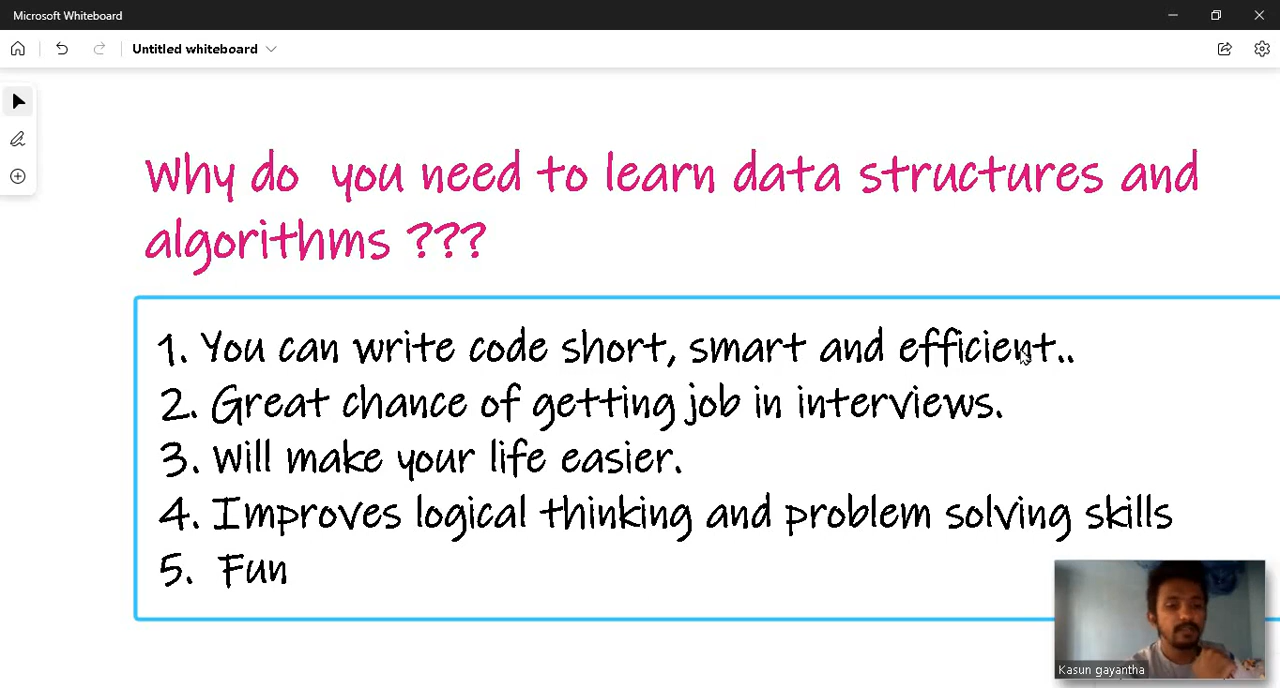 Microsoft Whiteboard
Untitled whiteboard
Why do you need to learn data structures and
algorithms ???
1. You can write code short, smart and efficient..
2. Great chance of getting job in interviews.
3. Will make your life easier.
4. Improves logical thinking and problem solving skills
5. Fun
Kasun gayantha